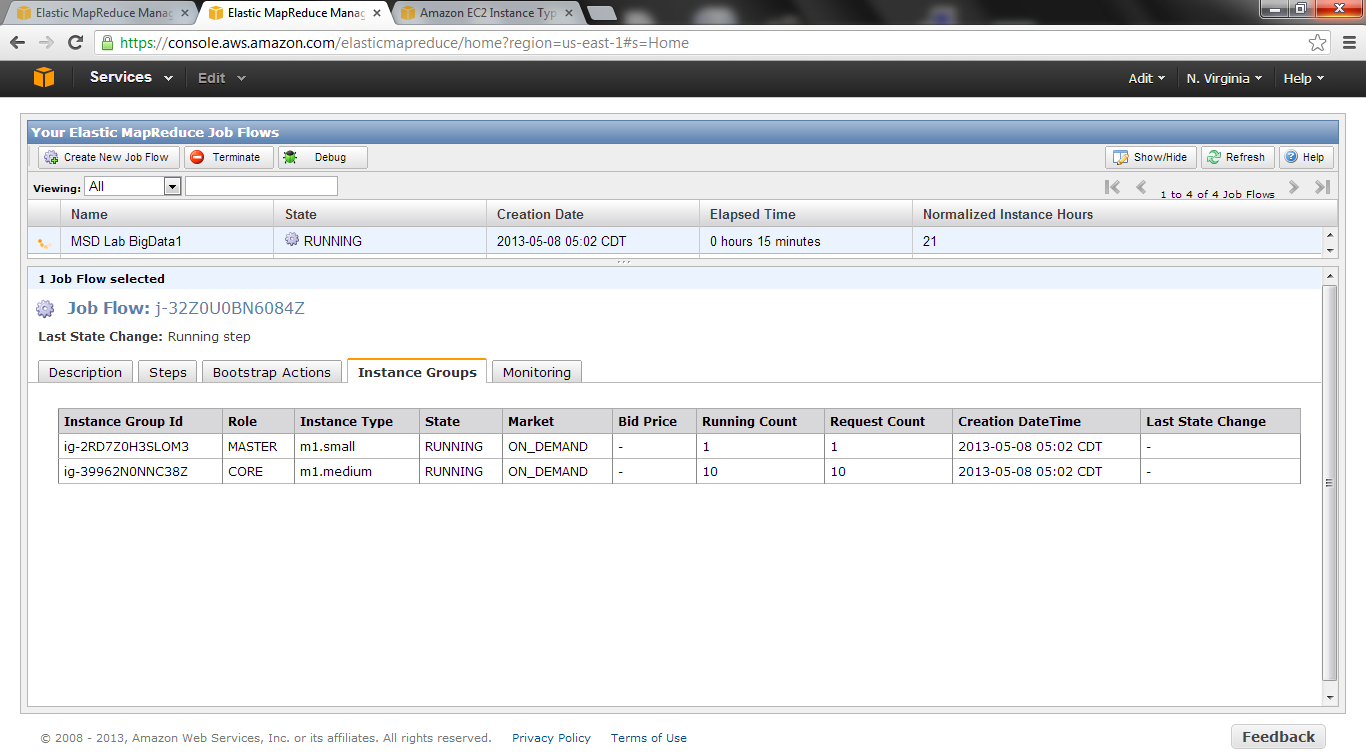 Elastic MapReduce Manag Elastic MapReduce Manag Amazon EC2 Instance Typ
https://console.aws.amazon.com/elasticmapreduce/home?region=us-east-1#s=Home
Services Edit Adit N. Virginia Help
Your Elastic MapReduce Job Flows
Create New Job Flow Terminate Debug Show/Hide Refresh Help
Viewing: All 1 to 4 of 4 Job Flows
Name State Creation Date Elapsed Time Normalized Instance Hours
MSD Lab BigData1 RUNNING 2013-05-08 05:02 CDT 0 hours 15 minutes 21
1 Job Flow selected
Job Flow: j-32Z0U0BN6084Z
Last State Change: Running step
Description Steps Bootstrap Actions Instance Groups Monitoring
Instance Group Id Role Instance Type State Market Bid Price Running Count Request Count Creation DateTime Last State Change
ig-2RD7Z0H3SLOM3 MASTER m1.small RUNNING ON_DEMAND - 1 1 2013-05-08 05:02 CDT -
ig-39962N0NNC38Z CORE m1.medium RUNNING ON_DEMAND - 10 10 2013-05-08 05:02 CDT -
© 2008 - 2013, Amazon Web Services, Inc. or its affiliates. All rights reserved. Privacy Policy Terms of Use
Feedback